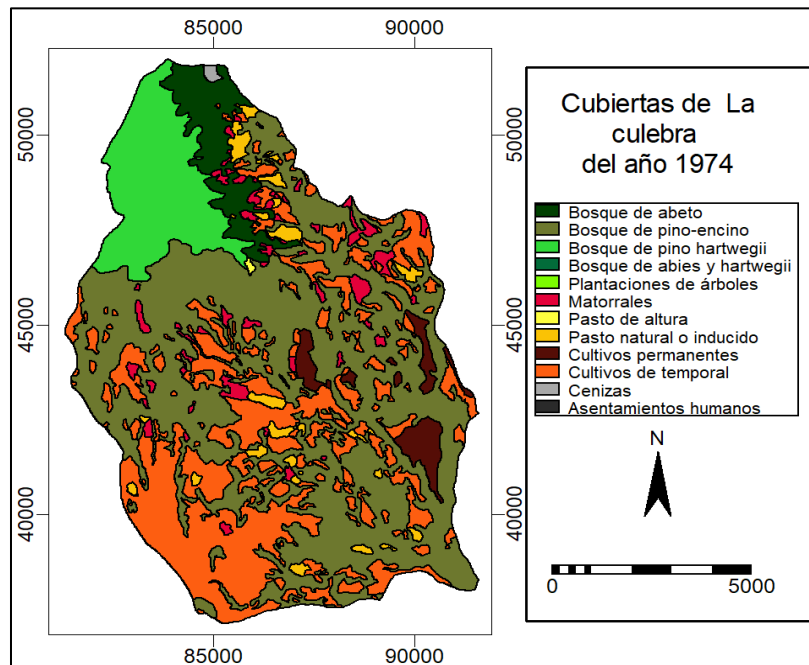 85000 90000
50000
45000
40000
85000 90000
Cubiertas de La
culebra
del año 1974
Bosque de abeto
Bosque de pino-encino
Bosque de pino hartwegii
Bosque de abies y hartwegii
Plantaciones de árboles
Matorrales
Pasto de altura
Pasto natural o inducido
Cultivos permanentes
Cultivos de temporal
Cenizas
Asentamientos humanos
N
0 5000
50000
45000
40000